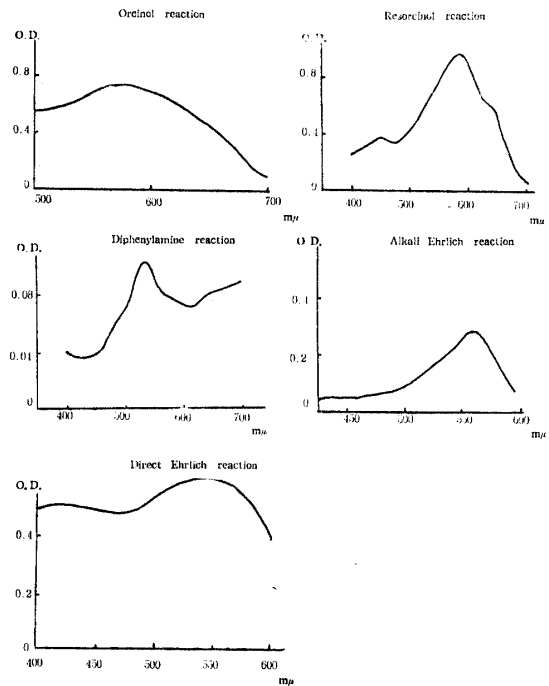 Orcinol reaction
O.D.
0.8
0.4
0
500 600 700
mμ
Resorcinol reaction
O.D.
0.8
0.4
0
400 500 600 700
mμ
Diphenylamine reaction
O.D.
0.08
0.01
0
400 500 600 700
mμ
Alkali Ehrlich reaction
O.D.
0.2
0
450 500 550 600
mμ
Direct Ehrlich reaction
O.D.
0.4
0.2
0
400 450 500 550 600
mμ